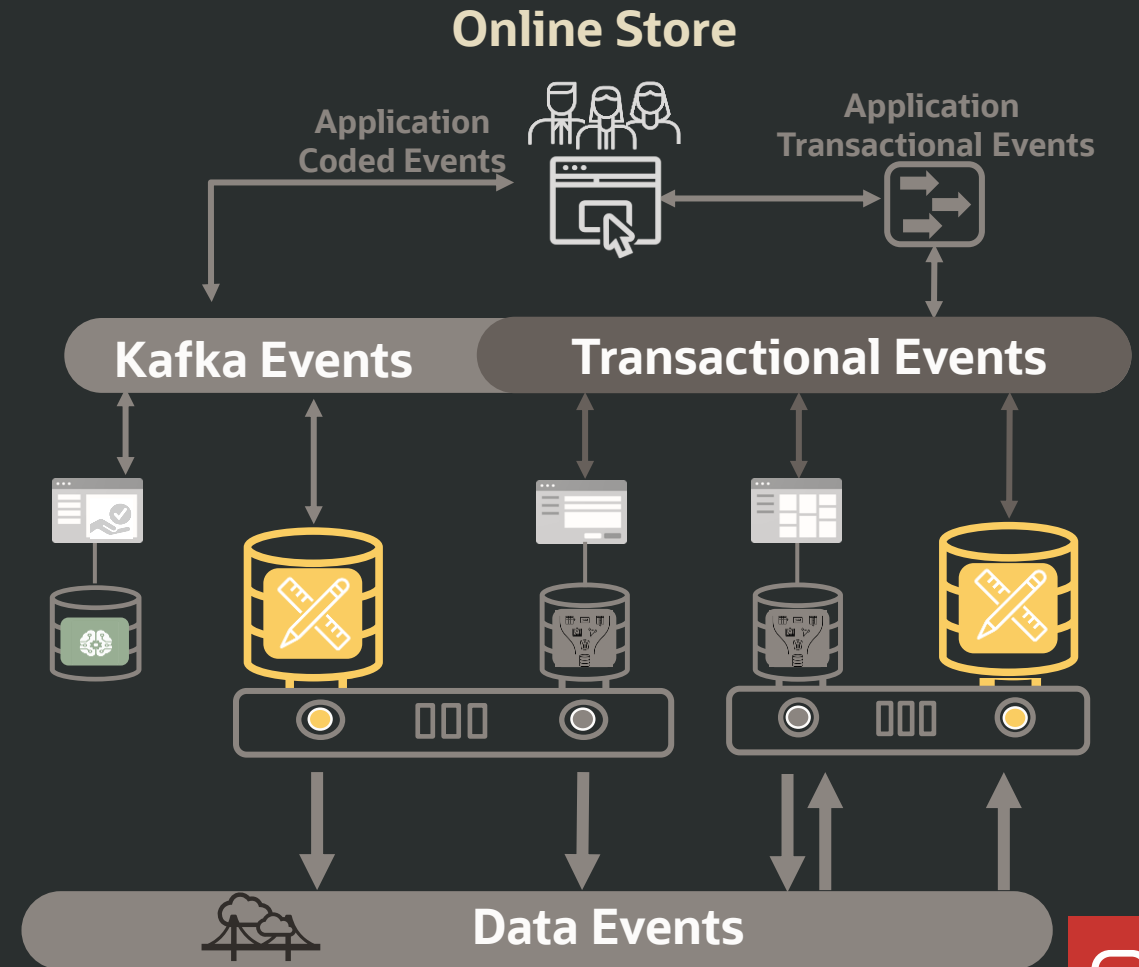 Online Store
Application
Coded Events
Application
Transactional Events
Kafka Events
Transactional Events
Data Events